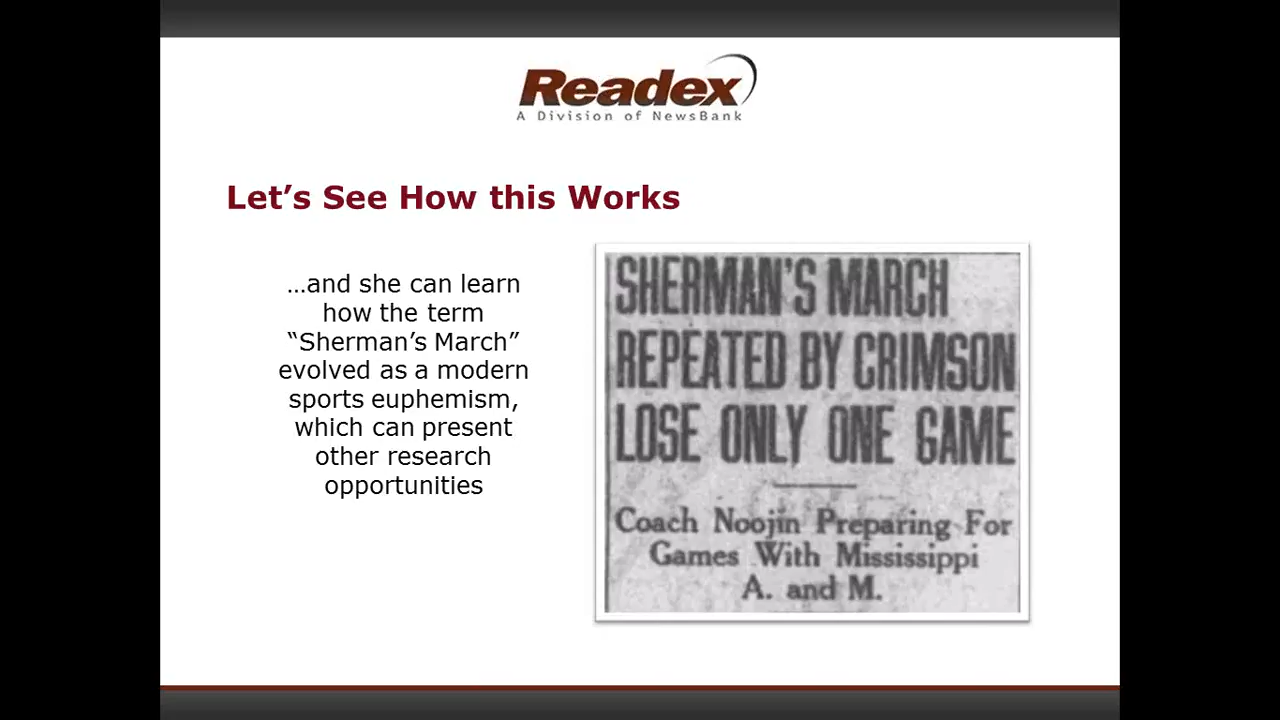 Readex
A Division of NewsBank
Let’s See How this Works
…and she can learn
how the term
“Sherman’s March”
evolved as a modern
sports euphemism,
which can present
other research
opportunities
SHERMAN'S MARCH
REPEATED BY CRIMSON
LOSE ONLY ONE GAME
Coach Noojin Preparing For
Games With Mississippi
A. and M.